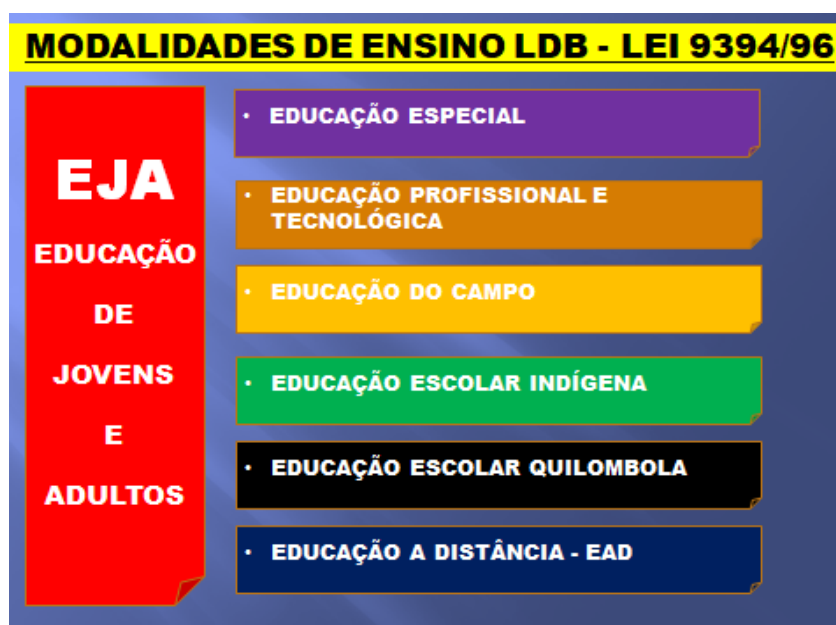 MODALIDADES DE ENSINO LDB - LEI 9394/96
EJA
EDUCAÇÃO
DE
JOVENS
E
ADULTOS
• EDUCAÇÃO ESPECIAL
• EDUCAÇÃO PROFISSIONAL E
TECNOLÓGICA
• EDUCAÇÃO DO CAMPO
• EDUCAÇÃO ESCOLAR INDÍGENA
• EDUCAÇÃO ESCOLAR QUILOMBOLA
• EDUCAÇÃO A DISTÂNCIA - EAD